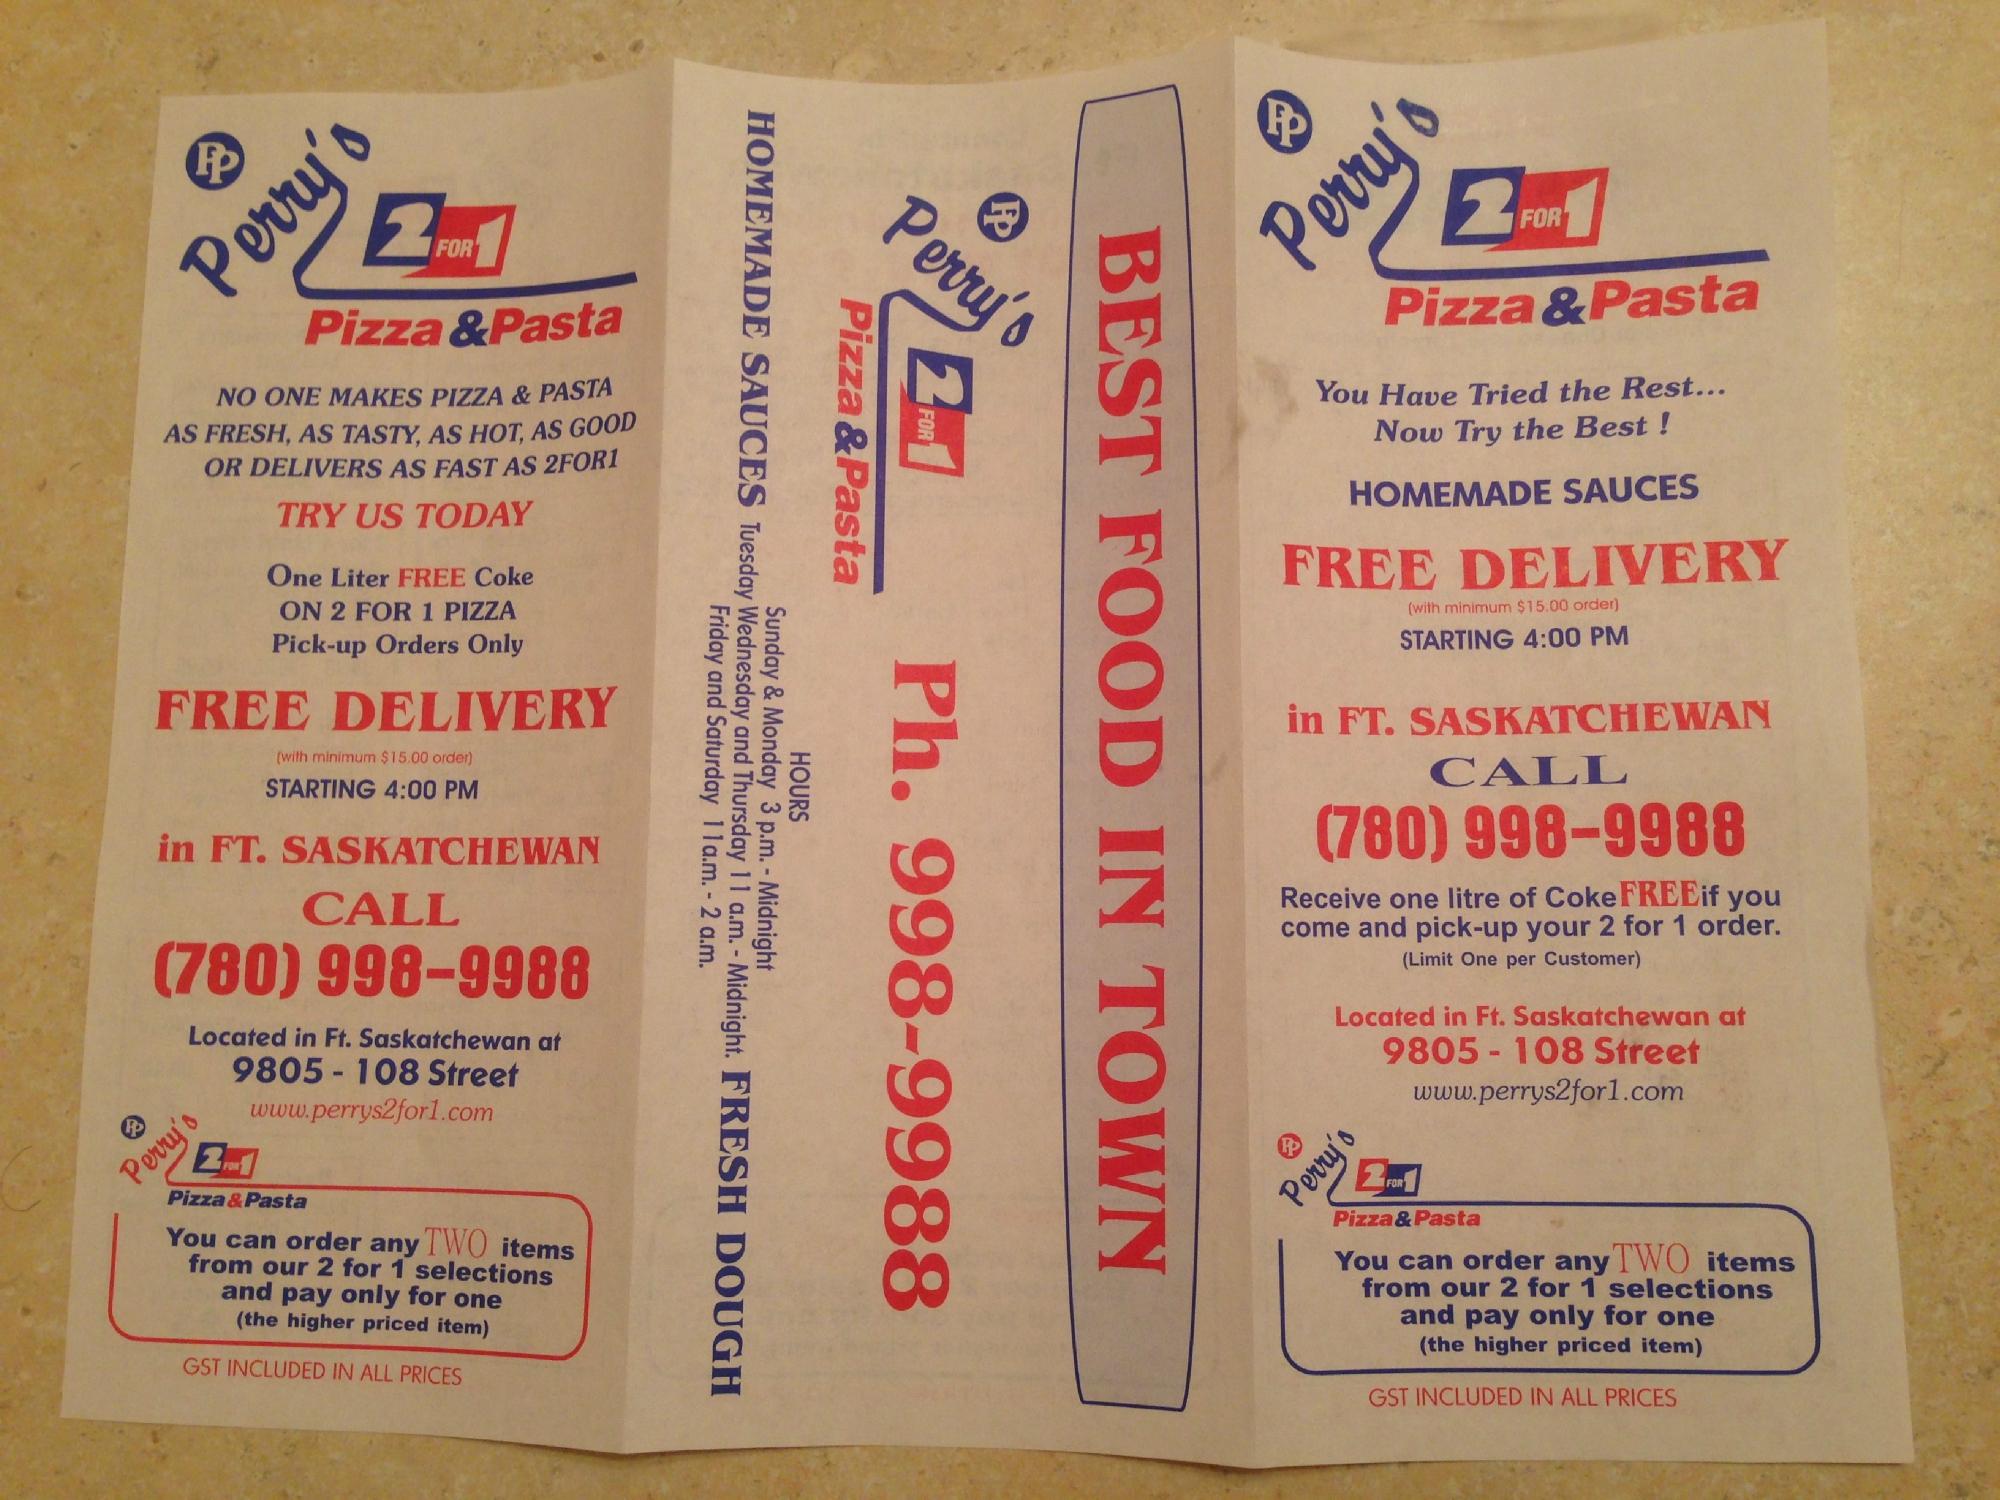 PP
Perry's
2 FOR 1
Pizza & Pasta
NO ONE MAKES PIZZA & PASTA
AS FRESH, AS TASTY, AS HOT, AS GOOD
OR DELIVERS AS FAST AS 2FOR1
TRY US TODAY
One Liter FREE Coke
ON 2 FOR 1 PIZZA
Pick-up Orders Only
FREE DELIVERY
(with minimum $15.00 order)
STARTING 4:00 PM
in FT. SASKATCHEWAN
CALL
(780) 998-9988
Located in Ft. Saskatchewan at
9805 - 108 Street
www.perrys2for1.com
PP
Perry's
2 FOR 1
Pizza & Pasta
You can order any TWO items
from our 2 for 1 selections
and pay only for one
(the higher priced item)
GST INCLUDED IN ALL PRICES
BEST FOOD IN TOWN
PP
Perry's
2 FOR 1
Pizza & Pasta
Ph. 998-9988
HOMEMADE SAUCES
HOURS
Sunday & Monday 3 p.m. - Midnight
Tuesday Wednesday and Thursday 11 a.m. - Midnight.
Friday and Saturday 11a.m. - 2 a.m.
FRESH DOUGH
PP
Perry's
2 FOR 1
Pizza & Pasta
You Have Tried the Rest...
Now Try the Best !
HOMEMADE SAUCES
FREE DELIVERY
(with minimum $15.00 order)
STARTING 4:00 PM
in FT. SASKATCHEWAN
CALL
(780) 998-9988
Receive one litre of Coke FREE if you
come and pick-up your 2 for 1 order.
(Limit One per Customer)
Located in Ft. Saskatchewan at
9805 - 108 Street
www.perrys2for1.com
PP
Perry's
2 FOR 1
Pizza & Pasta
You can order any TWO items
from our 2 for 1 selections
and pay only for one
(the higher priced item)
GST INCLUDED IN ALL PRICES